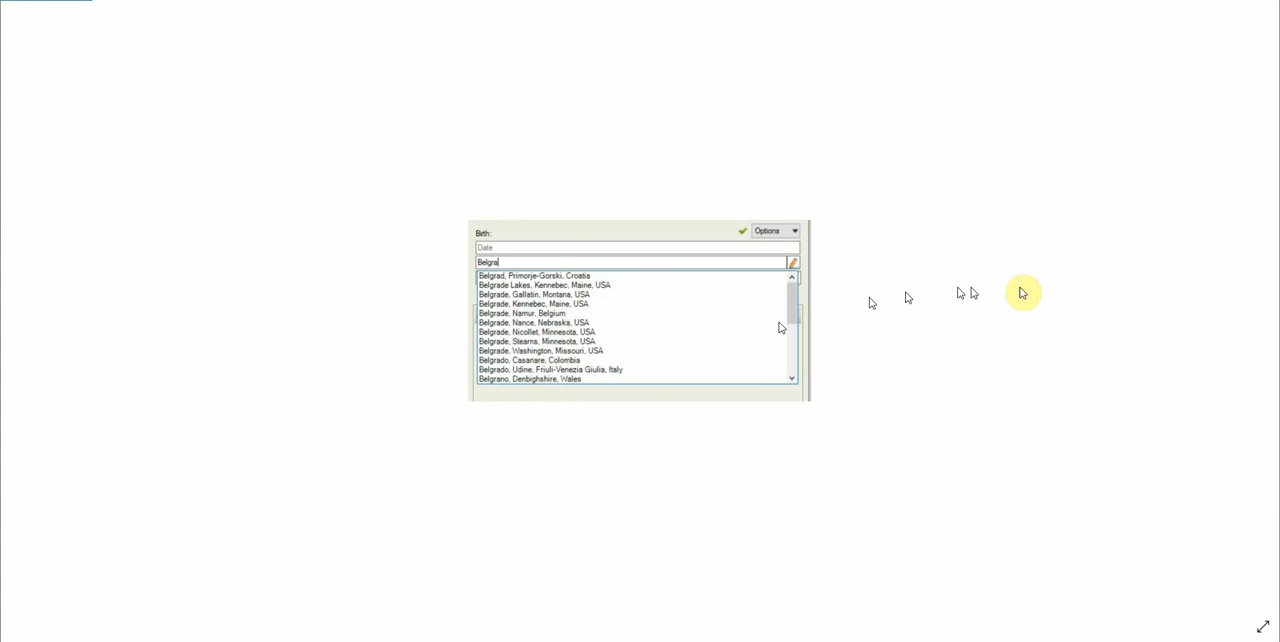 Birth:
Options
Date
Belgra
Belgrad, Primorje-Gorski, Croatia
Belgrade Lakes, Kennebec, Maine, USA
Belgrade, Gallatin, Montana, USA
Belgrade, Kennebec, Maine, USA
Belgrade, Namur, Belgium
Belgrade, Nance, Nebraska, USA
Belgrade, Nicollet, Minnesota, USA
Belgrade, Stearns, Minnesota, USA
Belgrade, Washington, Missouri, USA
Belgrado, Casanare, Colombia
Belgrado, Udine, Friuli-Venezia Giulia, Italy
Belgrano, Denbighshire, Wales